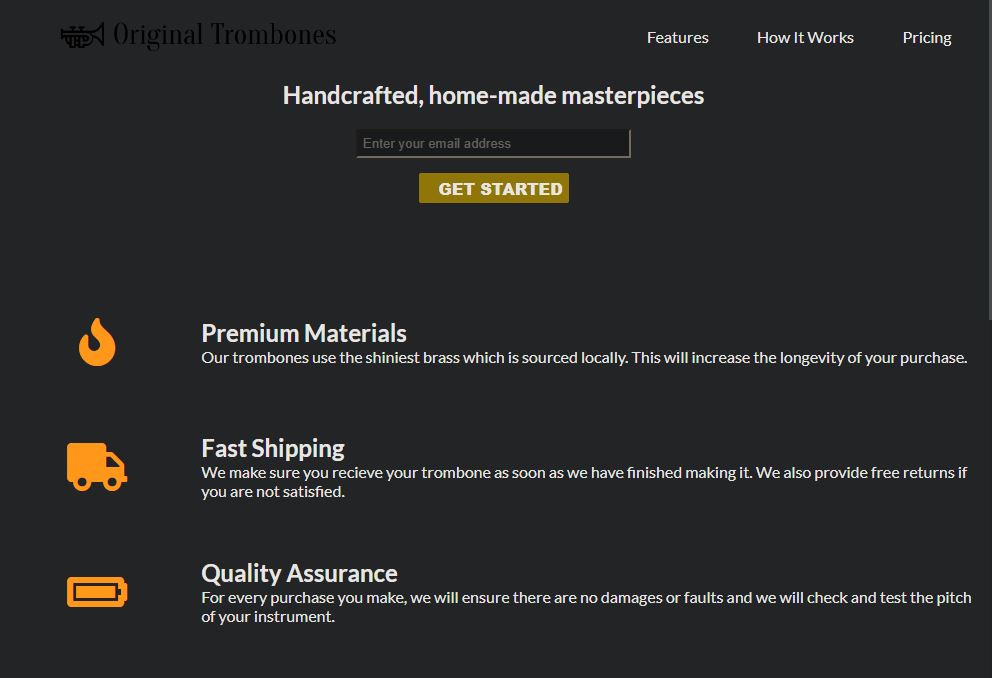 Original Trombones
Features
How It Works
Pricing
Handcrafted, home-made masterpieces
Enter your email address
GET STARTED
Premium Materials
Our trombones use the shiniest brass which is sourced locally. This will increase the longevity of your purchase.
Fast Shipping
We make sure you recieve your trombone as soon as we have finished making it. We also provide free returns if
you are not satisfied.
Quality Assurance
For every purchase you make, we will ensure there are no damages or faults and we will check and test the pitch
of your instrument.